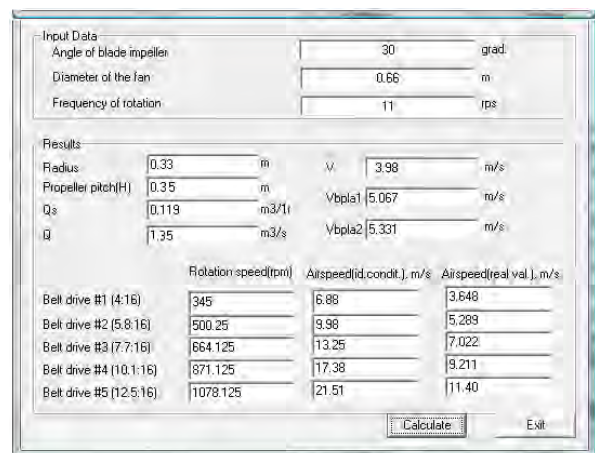 Input Data
Angle of blade impeller 30 grad.
Diameter of the fan 0.66 m
Frequency of rotation 11 rps
Results
Radius 0.33 m V 3.98 m/s
Propeller pitch(H) 0.35 m Vbpla1 5.067 m/s
Qs 0.119 m3/1( Vbpla2 5.331 m/s
Q 1.35 m3/s
Rotation speed(rpm) Airspeed(id.condit.), m/s Airspeed(real val.), m/s
Belt drive #1 (4:16) 345 6.88 3.648
Belt drive #2 (5.8:16) 500.25 9.98 5.289
Belt drive #3 (7.7:16) 664.125 13.25 7.022
Belt drive #4 (10.1:16) 871.125 17.38 9.211
Belt drive #5 (12.5:16) 1078.125 21.51 11.40
Calculate Exit